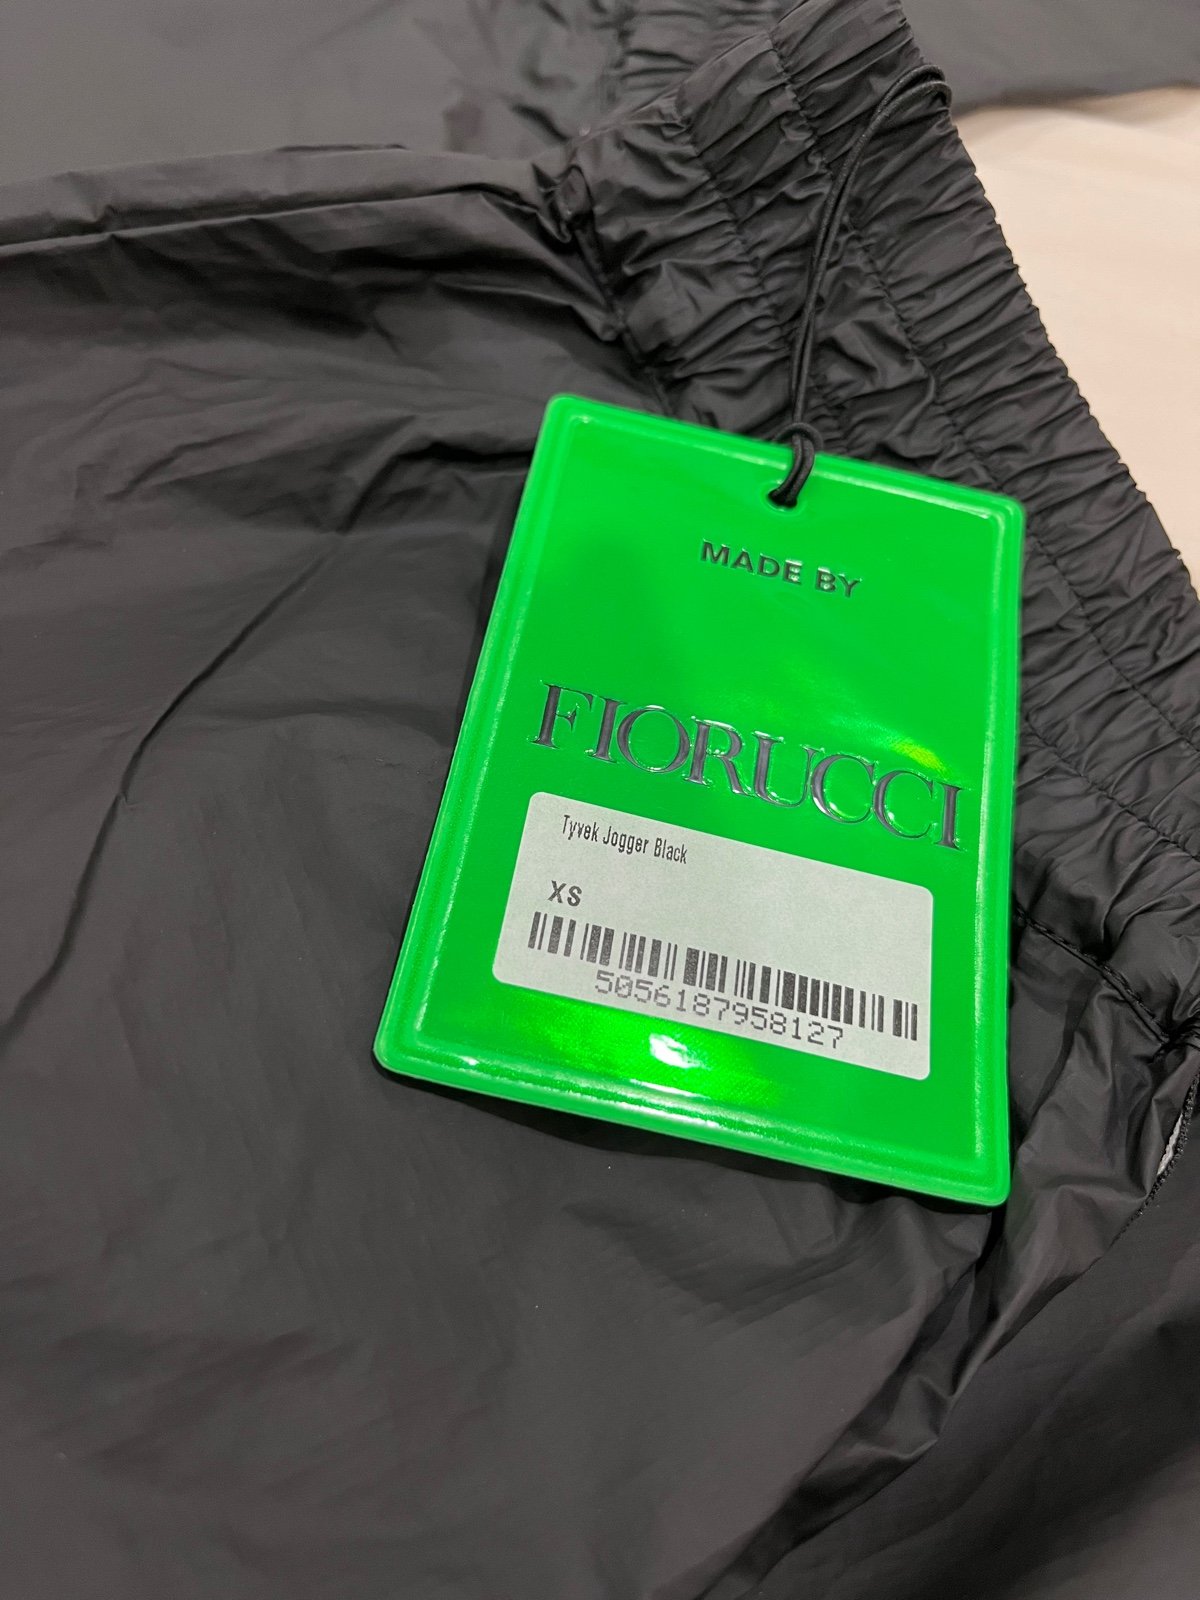 MADE BY
FIORUCCI
Tyvek Jogger Black
XS
5056187958127